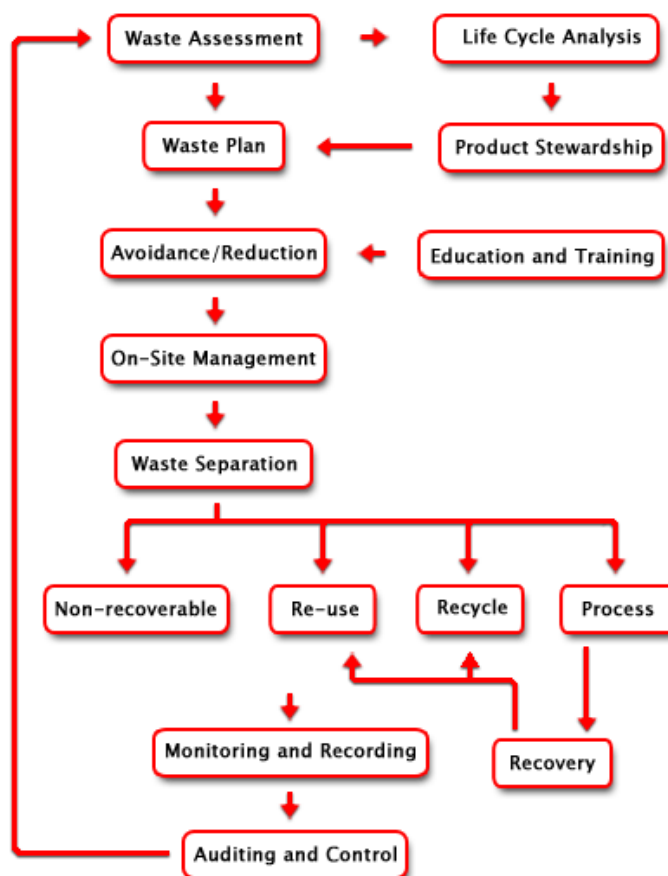 Waste Assessment
Life Cycle Analysis
Waste Plan
Product Stewardship
Avoidance/Reduction
Education and Training
On-Site Management
Waste Separation
Non-recoverable
Re-use
Recycle
Process
Monitoring and Recording
Recovery
Auditing and Control